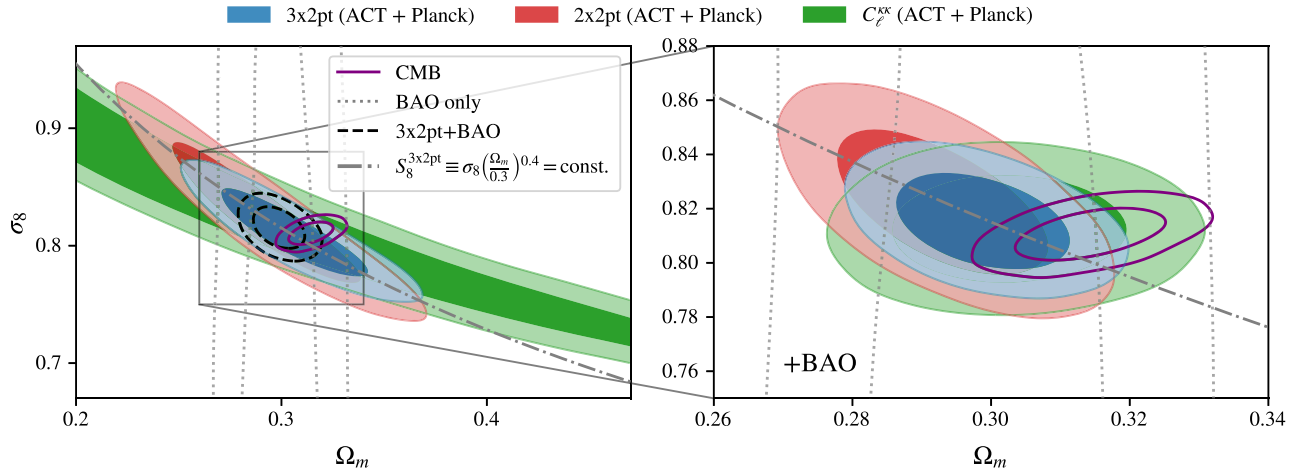 3x2pt (ACT + Planck) 2x2pt (ACT + Planck) C_ℓ^{κκ} (ACT + Planck)
CMB
BAO only
3x2pt+BAO
S_8^{3x2pt} ≡ σ_8(Ω_m/0.3)^{0.4} = const.
σ_8
0.9
0.8
0.7
0.2 0.3 0.4
Ω_m
0.88
0.86
0.84
0.82
0.80
0.78
0.76
+BAO
0.26 0.28 0.30 0.32 0.34
Ω_m